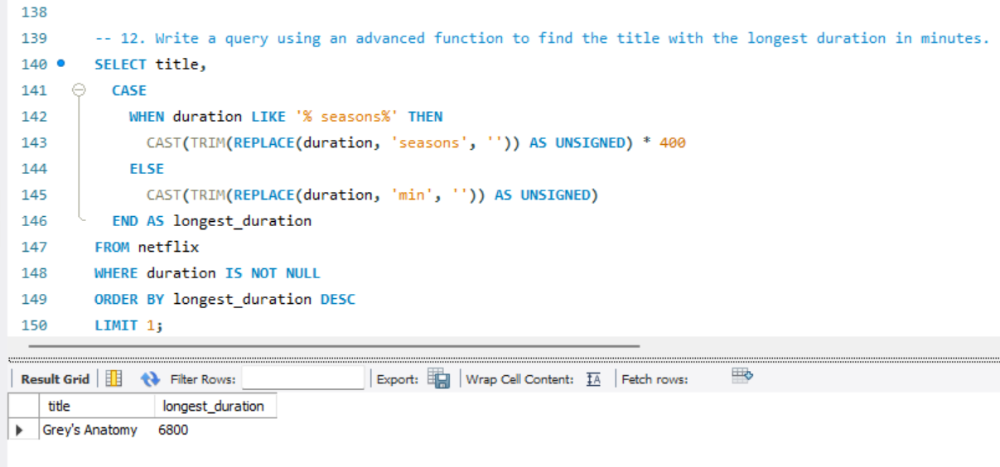 138
139 -- 12. Write a query using an advanced function to find the title with the longest duration in minutes.
140 SELECT title,
141 CASE
142 WHEN duration LIKE '% seasons%' THEN
143 CAST(TRIM(REPLACE(duration, 'seasons', '')) AS UNSIGNED) * 400
144 ELSE
145 CAST(TRIM(REPLACE(duration, 'min', '')) AS UNSIGNED)
146 END AS longest_duration
147 FROM netflix
148 WHERE duration IS NOT NULL
149 ORDER BY longest_duration DESC
150 LIMIT 1;
Result Grid Filter Rows: Export: Wrap Cell Content: IA Fetch rows:
title longest_duration
Grey's Anatomy 6800